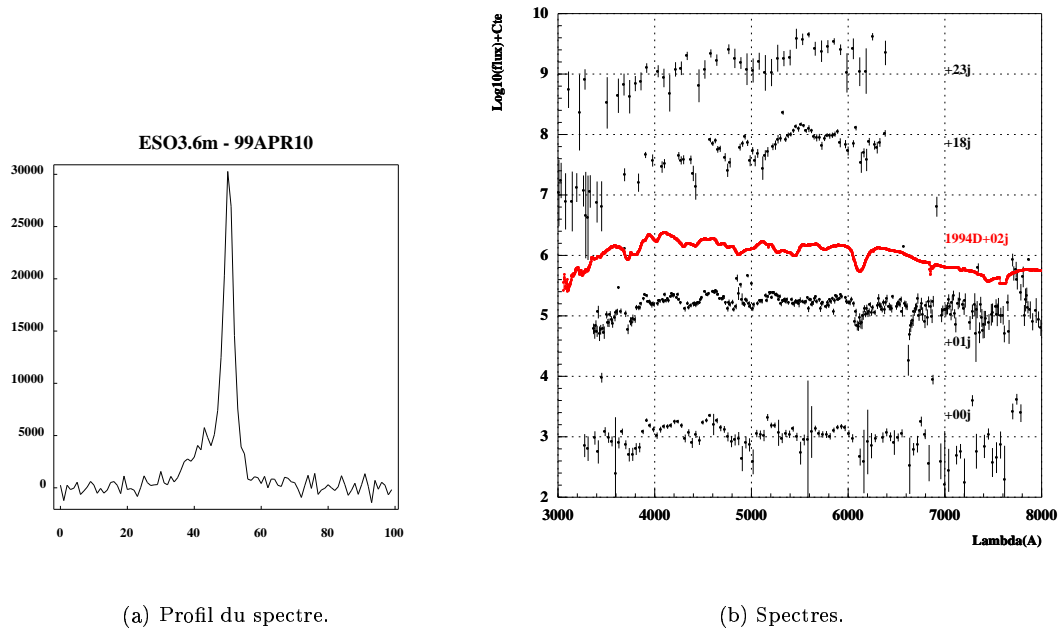 ESO3.6m - 99APR10
30000
25000
20000
15000
10000
5000
0
0 20 40 60 80 100
(a) Profil du spectre.
Log10(flux)+Cte
10
9
8
7
6
5
4
3
2
+23j
+18j
1994D+02j
+01j
+00j
3000 4000 5000 6000 7000 8000
Lambda(A)
(b) Spectres.